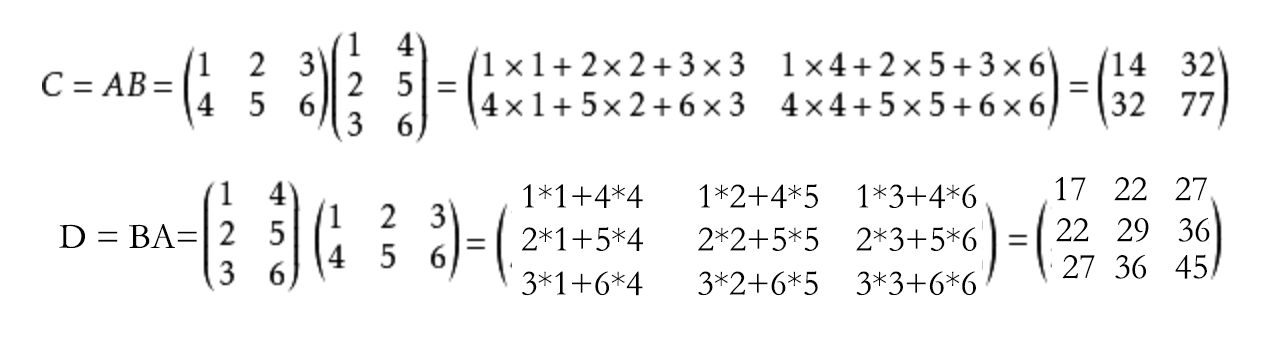 C = AB = (1 2 3 (1 4 = (1×1+2×2+3×3 1×4+2×5+3×6 = (14 32
4 5 6) 2 5 4×1+5×2+6×3 4×4+5×5+6×6) 32 77)
3 6)
D = BA= (1 4 (1 2 3 = ( 1*1+4*4 1*2+4*5 1*3+4*6 = ( 17 22 27
2 5 4 5 6) 2*1+5*4 2*2+5*5 2*3+5*6 22 29 36
3 6) 3*1+6*4 3*2+6*5 3*3+6*6 ) 27 36 45)